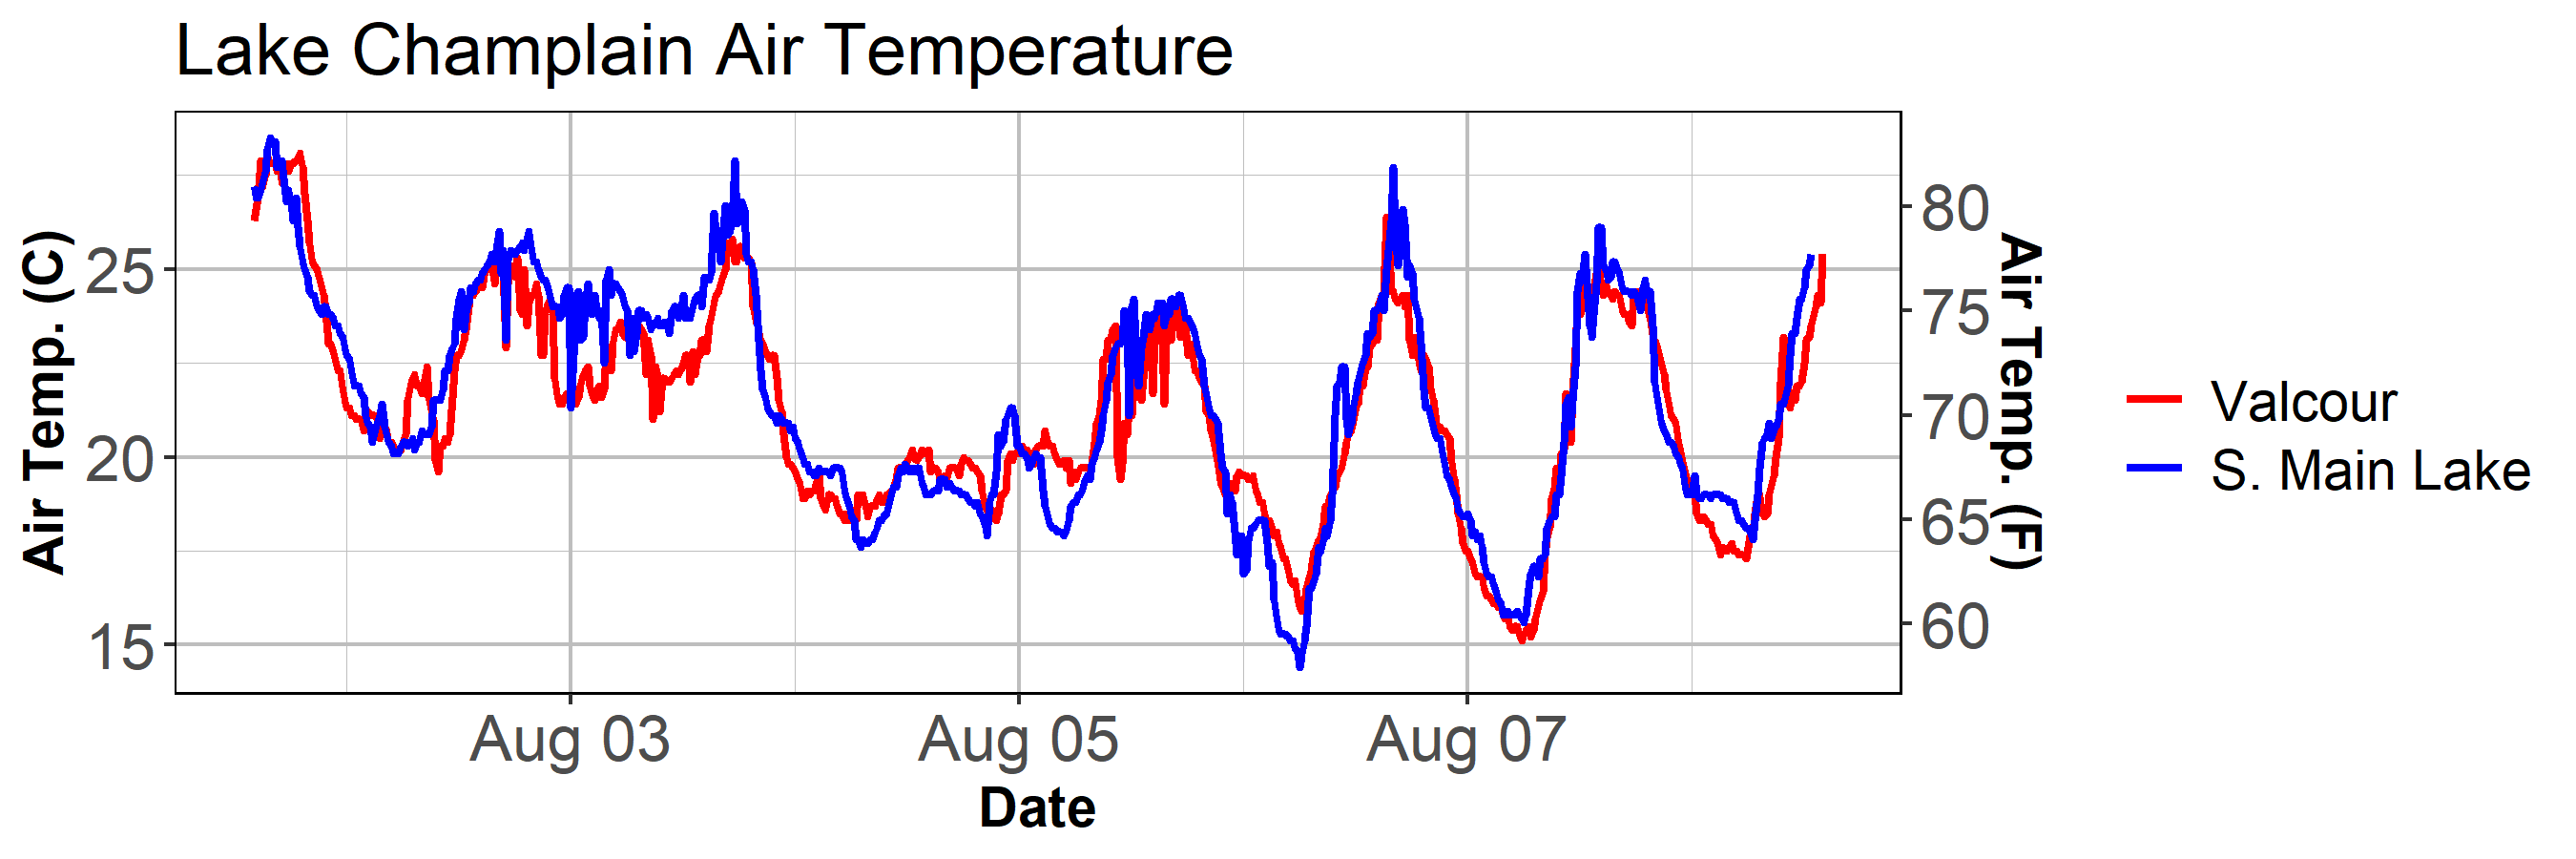 Lake Champlain Air Temperature
Air Temp. (C)
25
20
15
80
75
70
65
60
Air Temp. (F)
Aug 03
Aug 05
Aug 07
Date
Valcour
S. Main Lake